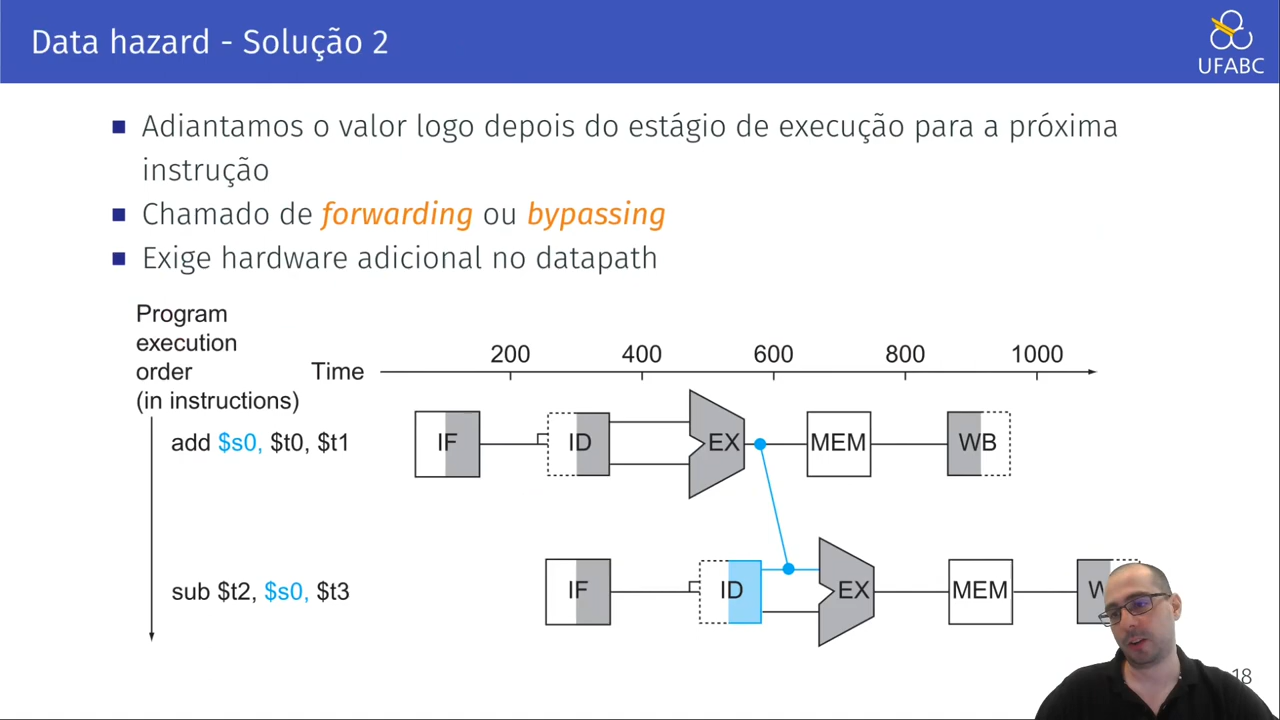 Data hazard - Solução 2
UFABC
Adiantamos o valor logo depois do estágio de execução para a próxima
instrução
Chamado de forwarding ou bypassing
Exige hardware adicional no datapath
Program
execution
order
(in instructions)
Time
200 400 600 800 1000
add $s0, $t0, $t1
IF ID EX MEM WB
sub $t2, $s0, $t3
IF ID EX MEM
18